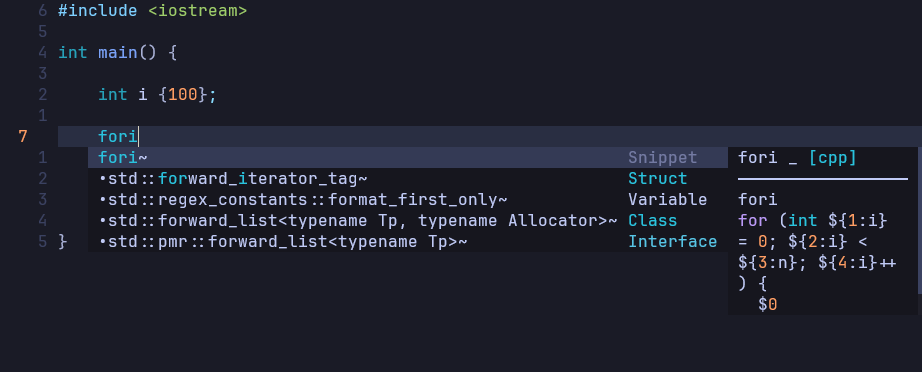 6 #include <iostream>
5
4 int main() {
3
2 int i {100};
1
7 fori
1 fori~ Snippet
2 •std::forward_iterator_tag~ Struct
3 •std::regex_constants::format_first_only~ Variable
4 •std::forward_list<typename Tp, typename Allocator>~ Class
5 } •std::pmr::forward_list<typename Tp>~ Interface
fori _ [cpp]
fori
for (int ${1:i}
= 0; ${2:i} <
${3:n}; ${4:i}++
) {
$0